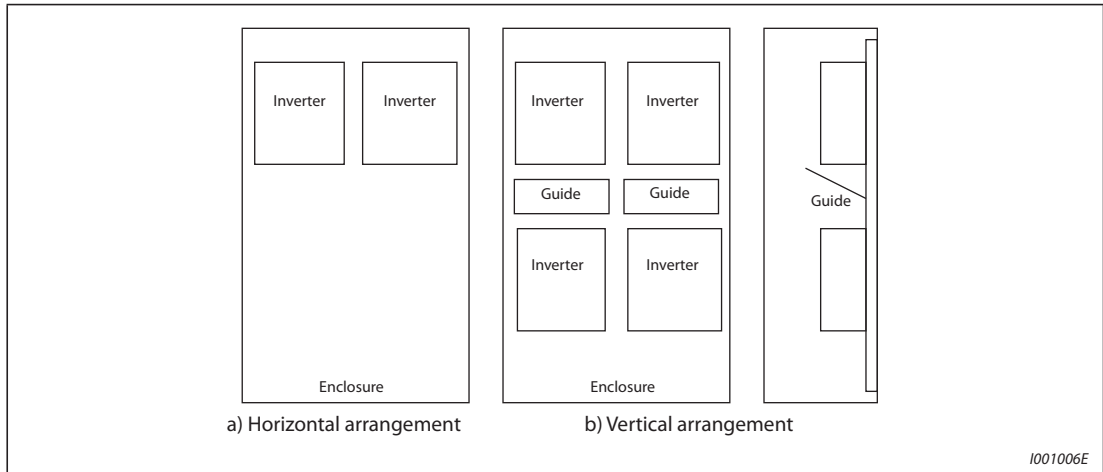 Inverter Inverter Inverter Inverter
Guide Guide Guide
Inverter Inverter
Enclosure Enclosure
a) Horizontal arrangement b) Vertical arrangement
I001006E